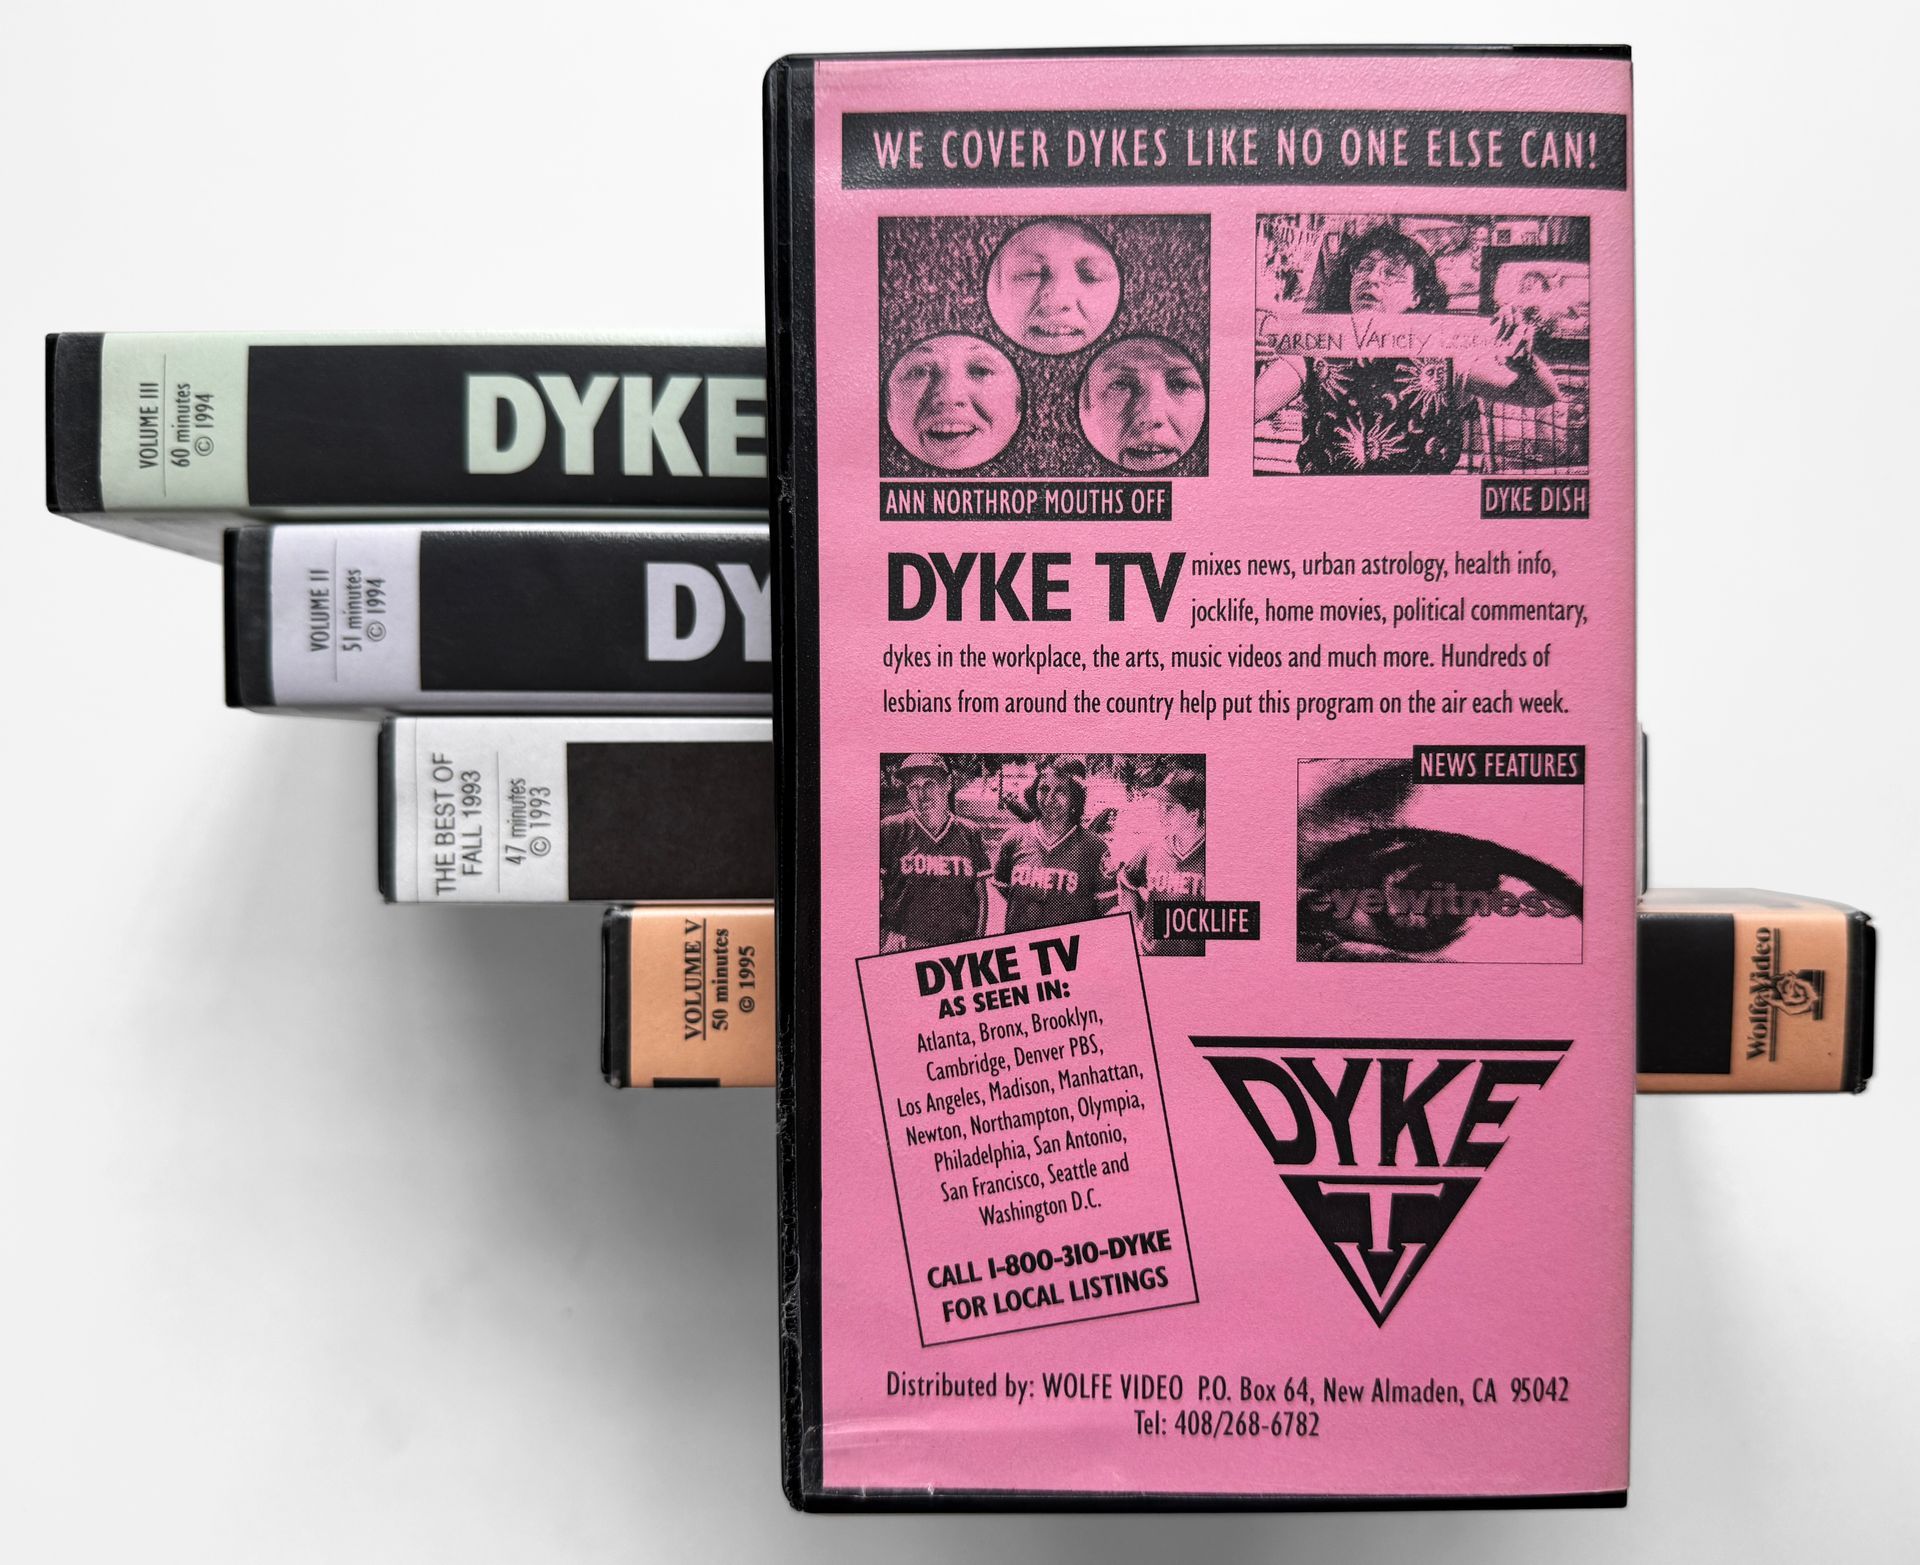 VOLUME III
60 minutes
© 1994
DYKE
VOLUME II
51 minutes
© 1994
DY
THE BEST OF
FALL 1993
47 minutes
© 1993
VOLUME V
50 minutes
© 1995
WolfeVideo
WE COVER DYKES LIKE NO ONE ELSE CAN!
GARDEN VARIETY
ANN NORTHROP MOUTHS OFF
DYKE DISH
DYKE TV mixes news, urban astrology, health info,
jocklife, home movies, political commentary,
dykes in the workplace, the arts, music videos and much more. Hundreds of
lesbians from around the country help put this program on the air each week.
COMETS
COMETS
COMET
JOCKLIFE
NEWS FEATURES
eyewitness
DYKE TV
AS SEEN IN:
Atlanta, Bronx, Brooklyn,
Cambridge, Denver PBS,
Los Angeles, Madison, Manhattan,
Newton, Northampton, Olympia,
Philadelphia, San Antonio,
San Francisco, Seattle and
Washington D.C.
CALL 1-800-310-DYKE
FOR LOCAL LISTINGS
DYKE
TV
Distributed by: WOLFE VIDEO P.O. Box 64, New Almaden, CA 95042
Tel: 408/268-6782